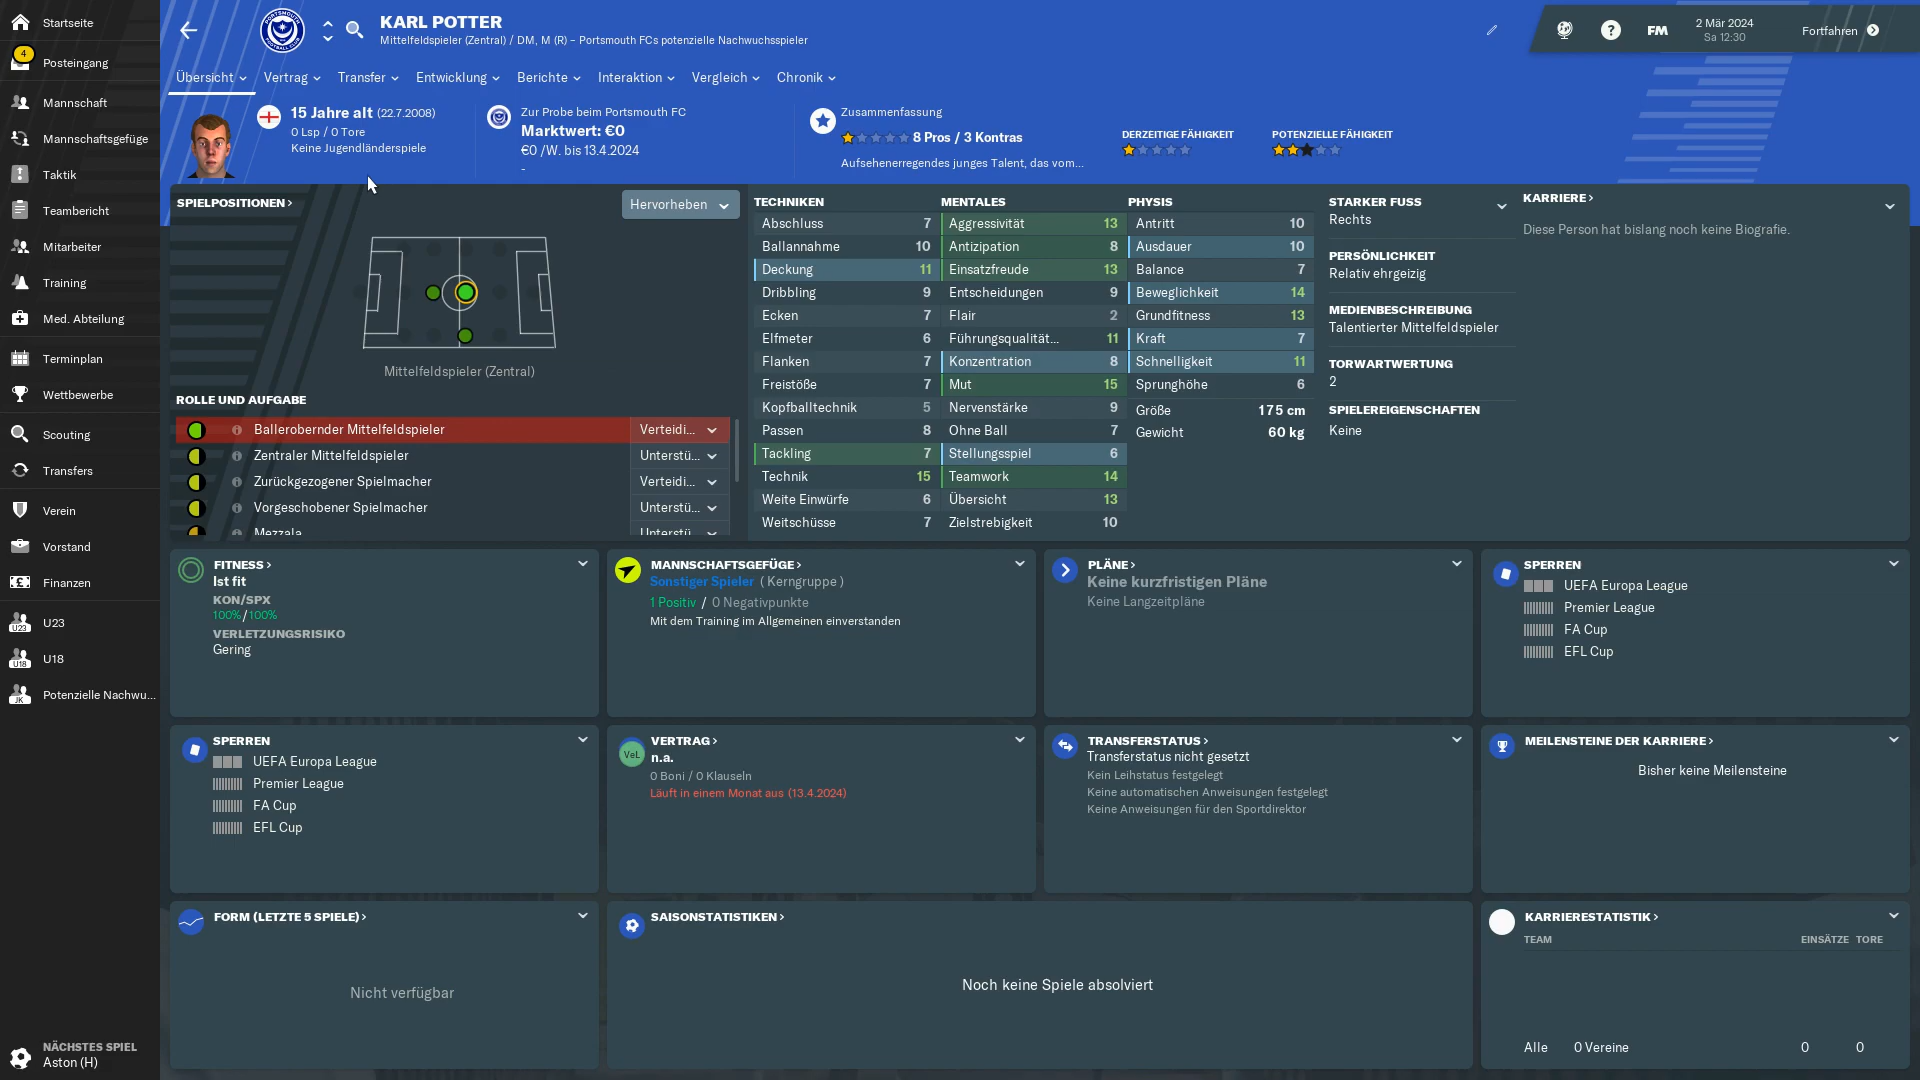 Startseite
4
Posteingang
Mannschaft
Mannschaftsgefüge
Taktik
Teambericht
Mitarbeiter
Training
Med. Abteilung
Terminplan
Wettbewerbe
Scouting
Transfers
Verein
Vorstand
Finanzen
U23
U23
U18
U18
JK
Potenzielle Nachwu...
NÄCHSTES SPIEL
Aston (H)
KARL POTTER
Mittelfeldspieler (Zentral) / DM, M (R) – Portsmouth FCs potenzielle Nachwuchsspieler
?
FM
2 Mär 2024
Sa 12:30
Fortfahren
Übersicht
Vertrag
Transfer
Entwicklung
Berichte
Interaktion
Vergleich
Chronik
15 Jahre alt (22.7.2008)
0 Lsp / 0 Tore
Keine Jugendländerspiele
Zur Probe beim Portsmouth FC
Marktwert: €0
€0 /W. bis 13.4.2024
-
Zusammenfassung
8 Pros / 3 Kontras
Aufsehenerregendes junges Talent, das vom...
DERZEITIGE FÄHIGKEIT
POTENZIELLE FÄHIGKEIT
SPIELPOSITIONEN ›
Hervorheben
Mittelfeldspieler (Zentral)
ROLLE UND AUFGABE
Ballerobernder Mittelfeldspieler Verteidi...
Zentraler Mittelfeldspieler Unterstü...
Zurückgezogener Spielmacher Verteidi...
Vorgeschobener Spielmacher Unterstü...
Mezzala Unterstü...
TECHNIKEN
Abschluss 7
Ballannahme 10
Deckung 11
Dribbling 9
Ecken 7
Elfmeter 6
Flanken 7
Freistöße 7
Kopfballtechnik 5
Passen 8
Tackling 7
Technik 15
Weite Einwürfe 6
Weitschüsse 7
MENTALES
Aggressivität 13
Antizipation 8
Einsatzfreude 13
Entscheidungen 9
Flair 2
Führungsqualität... 11
Konzentration 8
Mut 15
Nervenstärke 9
Ohne Ball 7
Stellungsspiel 6
Teamwork 14
Übersicht 13
Zielstrebigkeit 10
PHYSIS
Antritt 10
Ausdauer 10
Balance 7
Beweglichkeit 14
Grundfitness 13
Kraft 7
Schnelligkeit 11
Sprunghöhe 6
Größe 175 cm
Gewicht 60 kg
STARKER FUSS
Rechts
PERSÖNLICHKEIT
Relativ ehrgeizig
MEDIENBESCHREIBUNG
Talentierter Mittelfeldspieler
TORWARTWERTUNG
2
SPIELEREIGENSCHAFTEN
Keine
KARRIERE ›
Diese Person hat bislang noch keine Biografie.
FITNESS ›
Ist fit
KON/SPX
100%/100%
VERLETZUNGSRISIKO
Gering
MANNSCHAFTSGEFÜGE ›
Sonstiger Spieler ( Kerngruppe )
1 Positiv / 0 Negativpunkte
Mit dem Training im Allgemeinen einverstanden
PLÄNE ›
Keine kurzfristigen Pläne
Keine Langzeitpläne
SPERREN
UEFA Europa League
Premier League
FA Cup
EFL Cup
SPERREN
UEFA Europa League
Premier League
FA Cup
EFL Cup
VeL
VERTRAG ›
n.a.
0 Boni / 0 Klauseln
Läuft in einem Monat aus (13.4.2024)
TRANSFERSTATUS ›
Transferstatus nicht gesetzt
Kein Leihstatus festgelegt
Keine automatischen Anweisungen festgelegt
Keine Anweisungen für den Sportdirektor
MEILENSTEINE DER KARRIERE ›
Bisher keine Meilensteine
FORM (LETZTE 5 SPIELE) ›
Nicht verfügbar
SAISONSTATISTIKEN ›
Noch keine Spiele absolviert
KARRIERESTATISTIK ›
TEAM EINSÄTZE TORE
Alle 0 Vereine 0 0